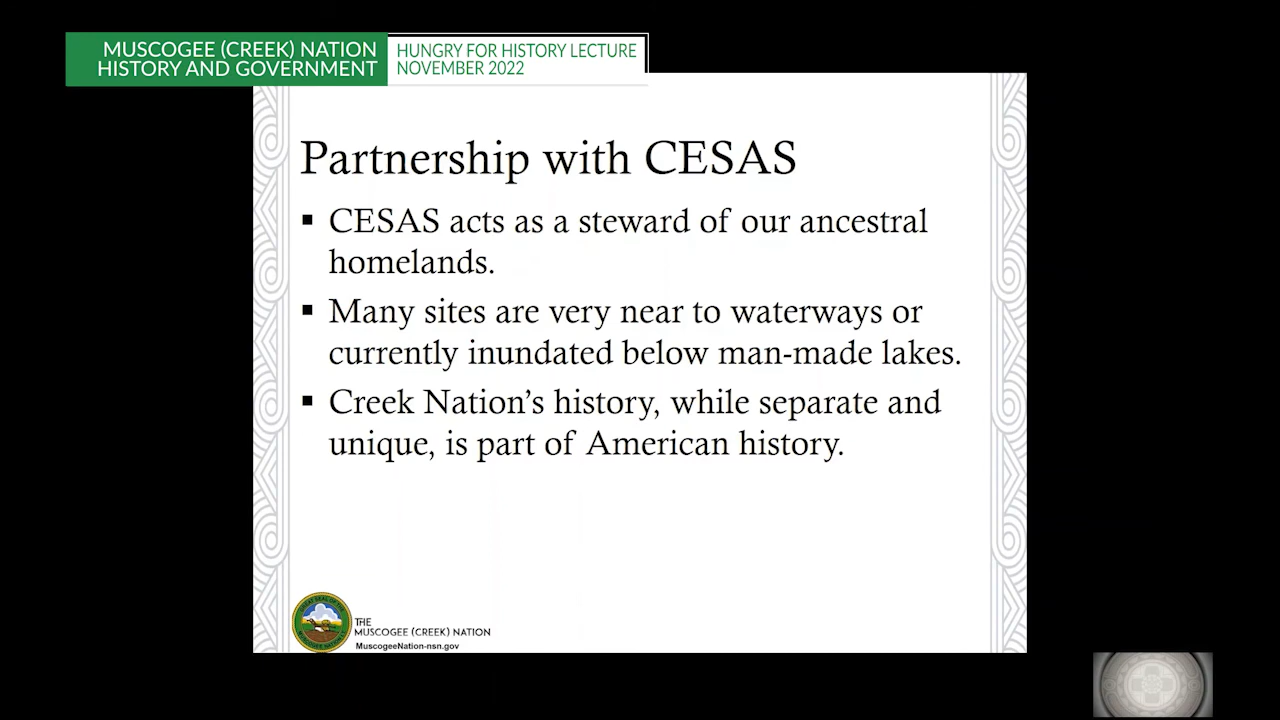 MUSCOGEE (CREEK) NATION
HISTORY AND GOVERNMENT
HUNGRY FOR HISTORY LECTURE
NOVEMBER 2022
Partnership with CESAS
▪ CESAS acts as a steward of our ancestral
homelands.
▪ Many sites are very near to waterways or
currently inundated below man-made lakes.
▪ Creek Nation’s history, while separate and
unique, is part of American history.
THE
MUSCOGEE (CREEK) NATION
MuscogeeNation-nsn.gov